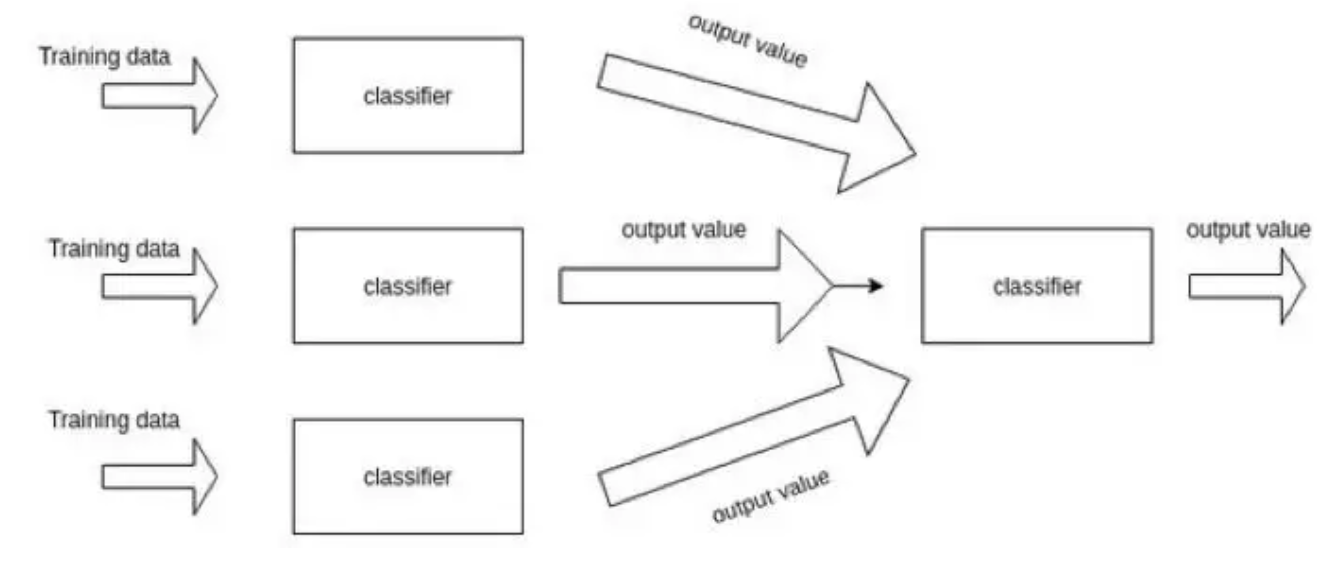 output value
Training data
classifier
Training data
classifier
output value
classifier
output value
Training data
classifier
output value